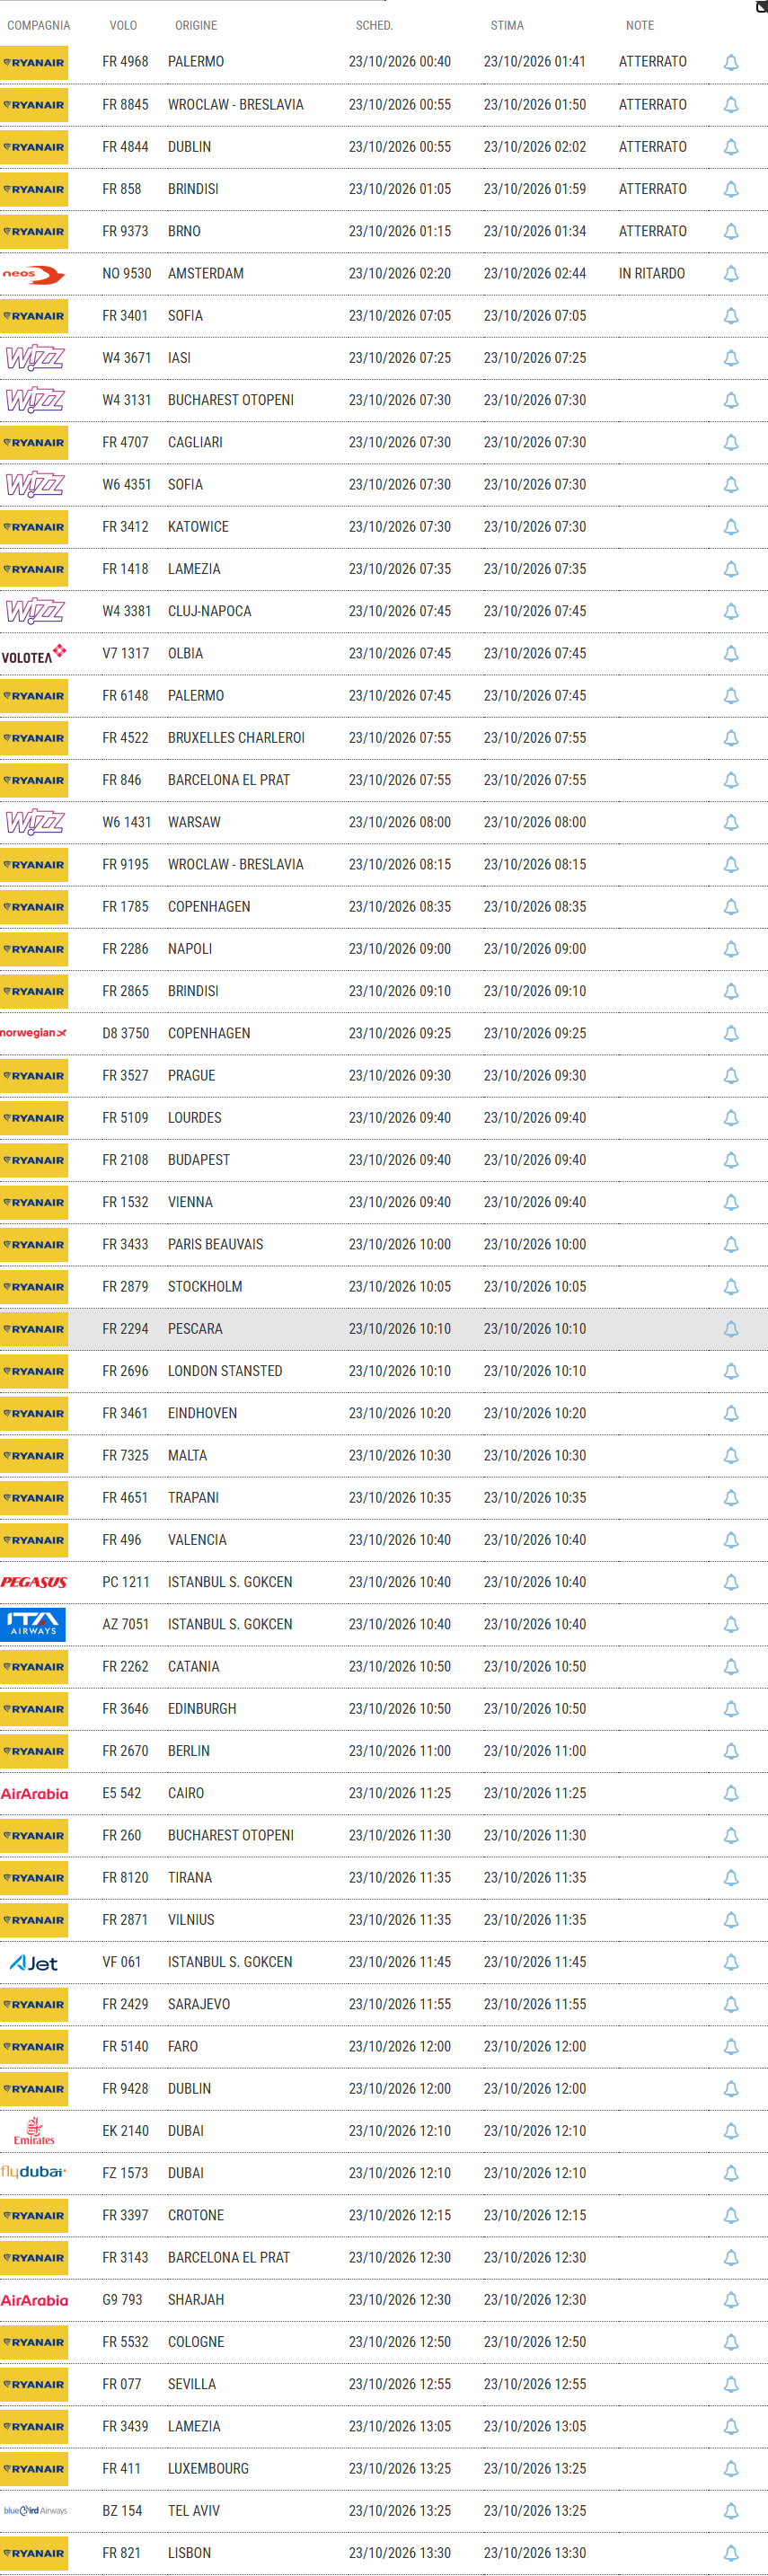 COMPAGNIA VOLO ORIGINE SCHED. STIMA NOTE
RYANAIR FR 4968 PALERMO 23/10/2026 00:40 23/10/2026 01:41 ATTERRATO
RYANAIR FR 8845 WROCLAW - BRESLAVIA 23/10/2026 00:55 23/10/2026 01:50 ATTERRATO
RYANAIR FR 4844 DUBLIN 23/10/2026 00:55 23/10/2026 02:02 ATTERRATO
RYANAIR FR 858 BRINDISI 23/10/2026 01:05 23/10/2026 01:59 ATTERRATO
RYANAIR FR 9373 BRNO 23/10/2026 01:15 23/10/2026 01:34 ATTERRATO
neos NO 9530 AMSTERDAM 23/10/2026 02:20 23/10/2026 02:44 IN RITARDO
RYANAIR FR 3401 SOFIA 23/10/2026 07:05 23/10/2026 07:05
WIZZ W4 3671 IASI 23/10/2026 07:25 23/10/2026 07:25
WIZZ W4 3131 BUCHAREST OTOPENI 23/10/2026 07:30 23/10/2026 07:30
RYANAIR FR 4707 CAGLIARI 23/10/2026 07:30 23/10/2026 07:30
WIZZ W6 4351 SOFIA 23/10/2026 07:30 23/10/2026 07:30
RYANAIR FR 3412 KATOWICE 23/10/2026 07:30 23/10/2026 07:30
RYANAIR FR 1418 LAMEZIA 23/10/2026 07:35 23/10/2026 07:35
WIZZ W4 3381 CLUJ-NAPOCA 23/10/2026 07:45 23/10/2026 07:45
VOLOTEA V7 1317 OLBIA 23/10/2026 07:45 23/10/2026 07:45
RYANAIR FR 6148 PALERMO 23/10/2026 07:45 23/10/2026 07:45
RYANAIR FR 4522 BRUXELLES CHARLEROI 23/10/2026 07:55 23/10/2026 07:55
RYANAIR FR 846 BARCELONA EL PRAT 23/10/2026 07:55 23/10/2026 07:55
WIZZ W6 1431 WARSAW 23/10/2026 08:00 23/10/2026 08:00
RYANAIR FR 9195 WROCLAW - BRESLAVIA 23/10/2026 08:15 23/10/2026 08:15
RYANAIR FR 1785 COPENHAGEN 23/10/2026 08:35 23/10/2026 08:35
RYANAIR FR 2286 NAPOLI 23/10/2026 09:00 23/10/2026 09:00
RYANAIR FR 2865 BRINDISI 23/10/2026 09:10 23/10/2026 09:10
norwegian D8 3750 COPENHAGEN 23/10/2026 09:25 23/10/2026 09:25
RYANAIR FR 3527 PRAGUE 23/10/2026 09:30 23/10/2026 09:30
RYANAIR FR 5109 LOURDES 23/10/2026 09:40 23/10/2026 09:40
RYANAIR FR 2108 BUDAPEST 23/10/2026 09:40 23/10/2026 09:40
RYANAIR FR 1532 VIENNA 23/10/2026 09:40 23/10/2026 09:40
RYANAIR FR 3433 PARIS BEAUVAIS 23/10/2026 10:00 23/10/2026 10:00
RYANAIR FR 2879 STOCKHOLM 23/10/2026 10:05 23/10/2026 10:05
RYANAIR FR 2294 PESCARA 23/10/2026 10:10 23/10/2026 10:10
RYANAIR FR 2696 LONDON STANSTED 23/10/2026 10:10 23/10/2026 10:10
RYANAIR FR 3461 EINDHOVEN 23/10/2026 10:20 23/10/2026 10:20
RYANAIR FR 7325 MALTA 23/10/2026 10:30 23/10/2026 10:30
RYANAIR FR 4651 TRAPANI 23/10/2026 10:35 23/10/2026 10:35
RYANAIR FR 496 VALENCIA 23/10/2026 10:40 23/10/2026 10:40
PEGASUS PC 1211 ISTANBUL S. GOKCEN 23/10/2026 10:40 23/10/2026 10:40
ITA AIRWAYS AZ 7051 ISTANBUL S. GOKCEN 23/10/2026 10:40 23/10/2026 10:40
RYANAIR FR 2262 CATANIA 23/10/2026 10:50 23/10/2026 10:50
RYANAIR FR 3646 EDINBURGH 23/10/2026 10:50 23/10/2026 10:50
RYANAIR FR 2670 BERLIN 23/10/2026 11:00 23/10/2026 11:00
AirArabia E5 542 CAIRO 23/10/2026 11:25 23/10/2026 11:25
RYANAIR FR 260 BUCHAREST OTOPENI 23/10/2026 11:30 23/10/2026 11:30
RYANAIR FR 8120 TIRANA 23/10/2026 11:35 23/10/2026 11:35
RYANAIR FR 2871 VILNIUS 23/10/2026 11:35 23/10/2026 11:35
AJet VF 061 ISTANBUL S. GOKCEN 23/10/2026 11:45 23/10/2026 11:45
RYANAIR FR 2429 SARAJEVO 23/10/2026 11:55 23/10/2026 11:55
RYANAIR FR 5140 FARO 23/10/2026 12:00 23/10/2026 12:00
RYANAIR FR 9428 DUBLIN 23/10/2026 12:00 23/10/2026 12:00
Emirates EK 2140 DUBAI 23/10/2026 12:10 23/10/2026 12:10
flydubai FZ 1573 DUBAI 23/10/2026 12:10 23/10/2026 12:10
RYANAIR FR 3397 CROTONE 23/10/2026 12:15 23/10/2026 12:15
RYANAIR FR 3143 BARCELONA EL PRAT 23/10/2026 12:30 23/10/2026 12:30
AirArabia G9 793 SHARJAH 23/10/2026 12:30 23/10/2026 12:30
RYANAIR FR 5532 COLOGNE 23/10/2026 12:50 23/10/2026 12:50
RYANAIR FR 077 SEVILLA 23/10/2026 12:55 23/10/2026 12:55
RYANAIR FR 3439 LAMEZIA 23/10/2026 13:05 23/10/2026 13:05
RYANAIR FR 411 LUXEMBOURG 23/10/2026 13:25 23/10/2026 13:25
blueBird Airways BZ 154 TEL AVIV 23/10/2026 13:25 23/10/2026 13:25
RYANAIR FR 821 LISBON 23/10/2026 13:30 23/10/2026 13:30